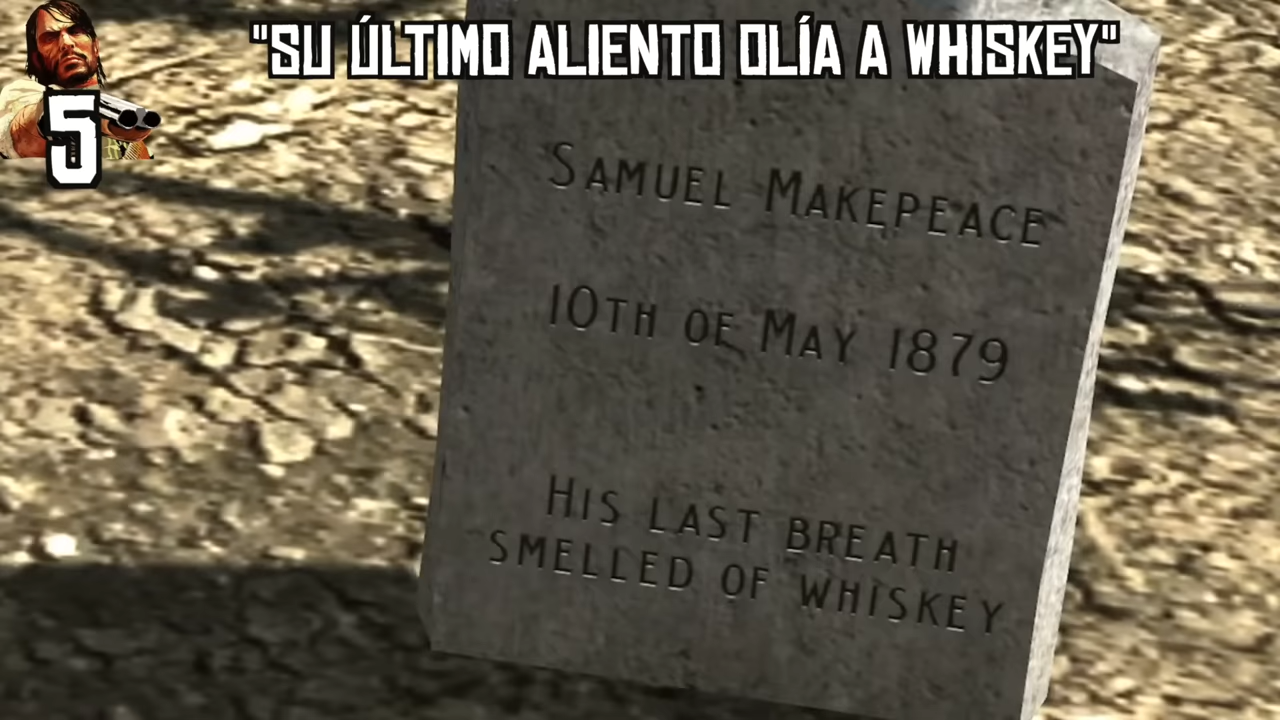 "SU ÚLTIMO ALIENTO OLÍA A WHISKEY"
5
SAMUEL MAKEPEACE
10TH OF MAY 1879
HIS LAST BREATH
SMELLED OF WHISKEY